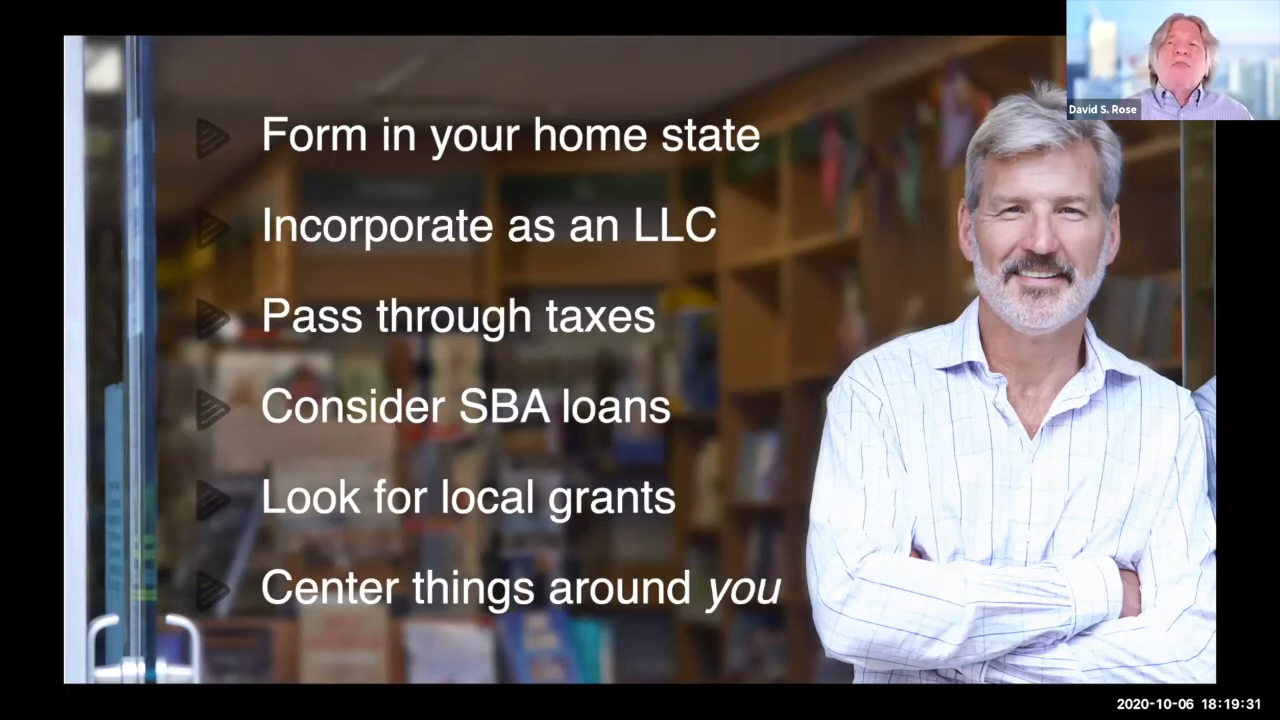 David S. Rose
Form in your home state
Incorporate as an LLC
Pass through taxes
Consider SBA loans
Look for local grants
Center things around you
2020-10-06 18:19:31